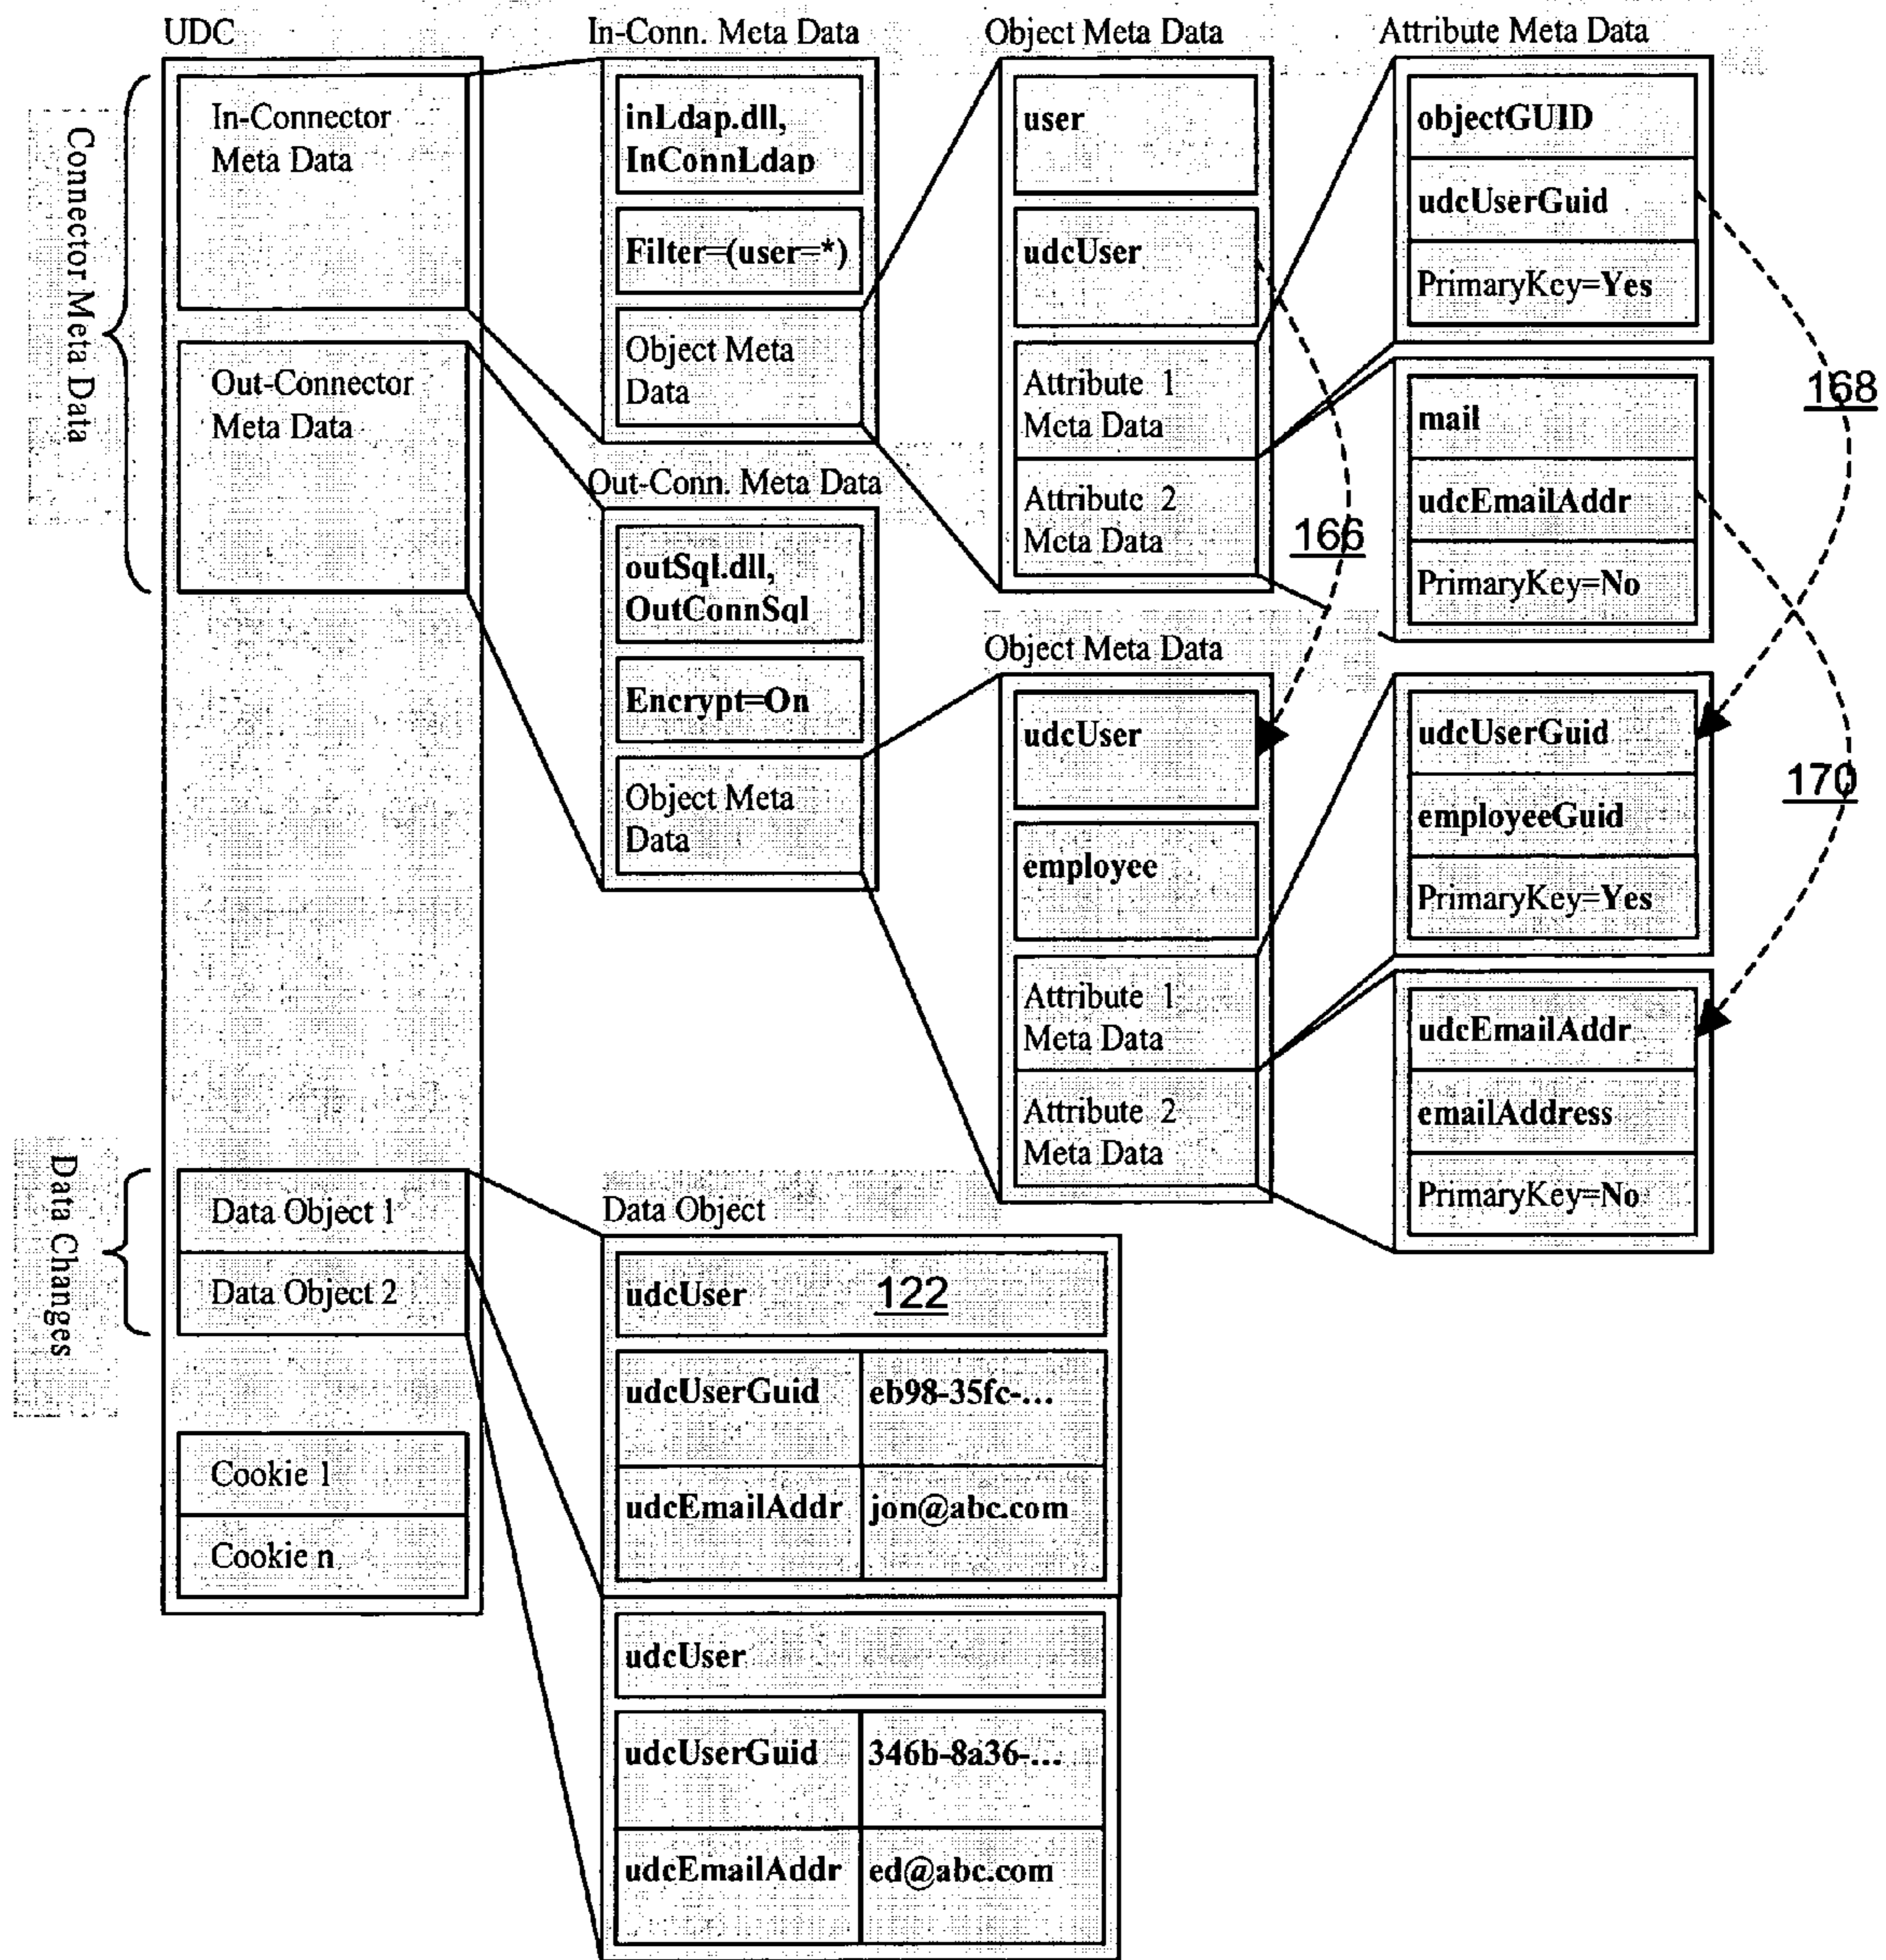 UDC
In-Conn. Meta Data
Object Meta Data
Attribute Meta Data
Connector Meta Data
In-Connector
Meta Data
Out-Connector
Meta Data
inLdap.dll,
InConnLdap
Filter=(user=*)
Object Meta
Data
user
udcUser
Attribute 1
Meta Data
Attribute 2
Meta Data
objectGUID
udcUserGuid
PrimaryKey=Yes
mail
udcEmailAddr
PrimaryKey=No
166
168
170
Out-Conn. Meta Data
outSql.dll,
OutConnSql
Encrypt=On
Object Meta
Data
Object Meta Data
udcUser
employee
Attribute 1
Meta Data
Attribute 2
Meta Data
udcUserGuid
employeeGuid
PrimaryKey=Yes
udcEmailAddr
emailAddress
PrimaryKey=No
Data Changes
Data Object 1
Data Object 2
Cookie 1
Cookie n
Data Object
udcUser 122
udcUserGuid eb98-35fc-...
udcEmailAddr jon@abc.com
udcUser
udcUserGuid 346b-8a36-...
udcEmailAddr ed@abc.com